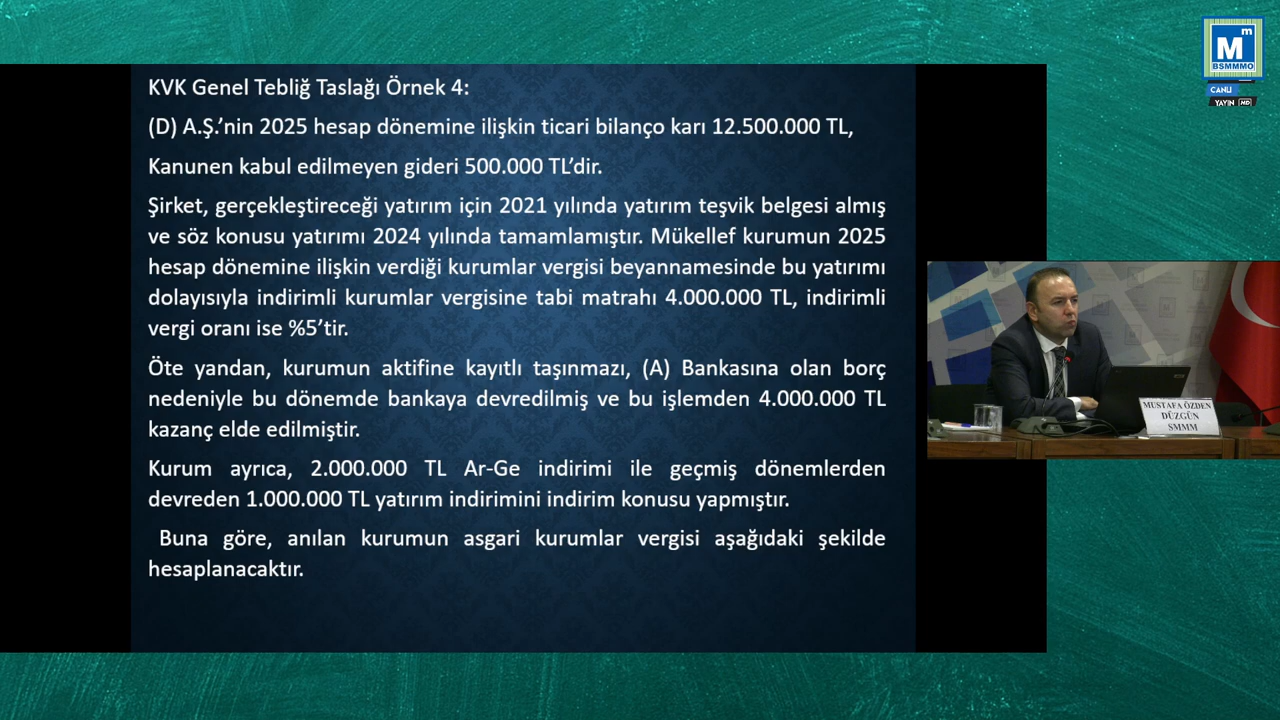 KVK Genel Tebliğ Taslağı Örnek 4:
(D) A.Ş.'nin 2025 hesap dönemine ilişkin ticari bilanço karı 12.500.000 TL,
Kanunen kabul edilmeyen gideri 500.000 TL'dir.
Şirket, gerçekleştireceği yatırım için 2021 yılında yatırım teşvik belgesi almış
ve söz konusu yatırımı 2024 yılında tamamlamıştır. Mükellef kurumun 2025
hesap dönemine ilişkin verdiği kurumlar vergisi beyannamesinde bu yatırımı
dolayısıyla indirimli kurumlar vergisine tabi matrahı 4.000.000 TL, indirimli
vergi oranı ise %5'tir.
Öte yandan, kurumun aktifine kayıtlı taşınmazı, (A) Bankasına olan borç
nedeniyle bu dönemde bankaya devredilmiş ve bu işlemden 4.000.000 TL
kazanç elde edilmiştir.
Kurum ayrıca, 2.000.000 TL Ar-Ge indirimi ile geçmiş dönemlerden
devreden 1.000.000 TL yatırım indirimini indirim konusu yapmıştır.
Buna göre, anılan kurumun asgari kurumlar vergisi aşağıdaki şekilde
hesaplanacaktır.
Mm
BSMMMO
CANLI
YAYIN HD
MUSTAFA ÖZDEN
DÜZGÜN
SMMM